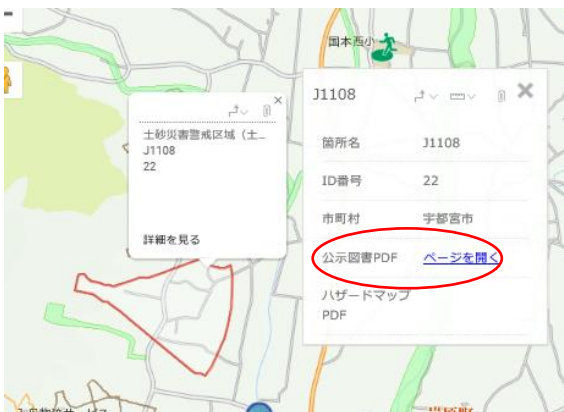 国本西小
土砂災害警戒区域（土...
J1108
22
詳細を見る
J1108
箇所名 J1108
ID番号 22
市町村 宇都宮市
公示図書PDF ページを開く
ハザードマップ
PDF